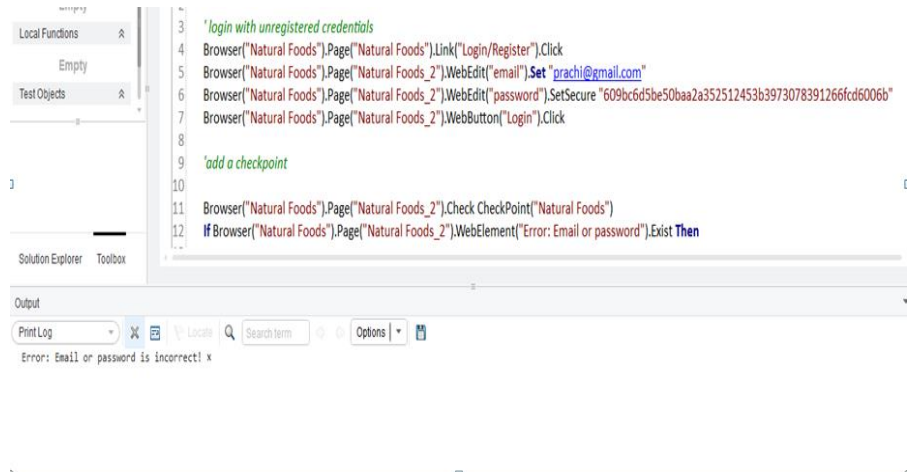 Empty
Local Functions
Empty
Test Objects
Solution Explorer Toolbox
2
3 ' login with unregistered credentials
4 Browser("Natural Foods").Page("Natural Foods").Link("Login/Register").Click
5 Browser("Natural Foods").Page("Natural Foods_2").WebEdit("email").Set "prachi@gmail.com"
6 Browser("Natural Foods").Page("Natural Foods_2").WebEdit("password").SetSecure "609bc6d5be50baa2a352512453b3973078391266fcd6006b"
7 Browser("Natural Foods").Page("Natural Foods_2").WebButton("Login").Click
8
9 'add a checkpoint
10
11 Browser("Natural Foods").Page("Natural Foods_2").Check CheckPoint("Natural Foods")
12 If Browser("Natural Foods").Page("Natural Foods_2").WebElement("Error: Email or password").Exist Then
Output
Print Log Locate Search term Options
Error: Email or password is incorrect! x